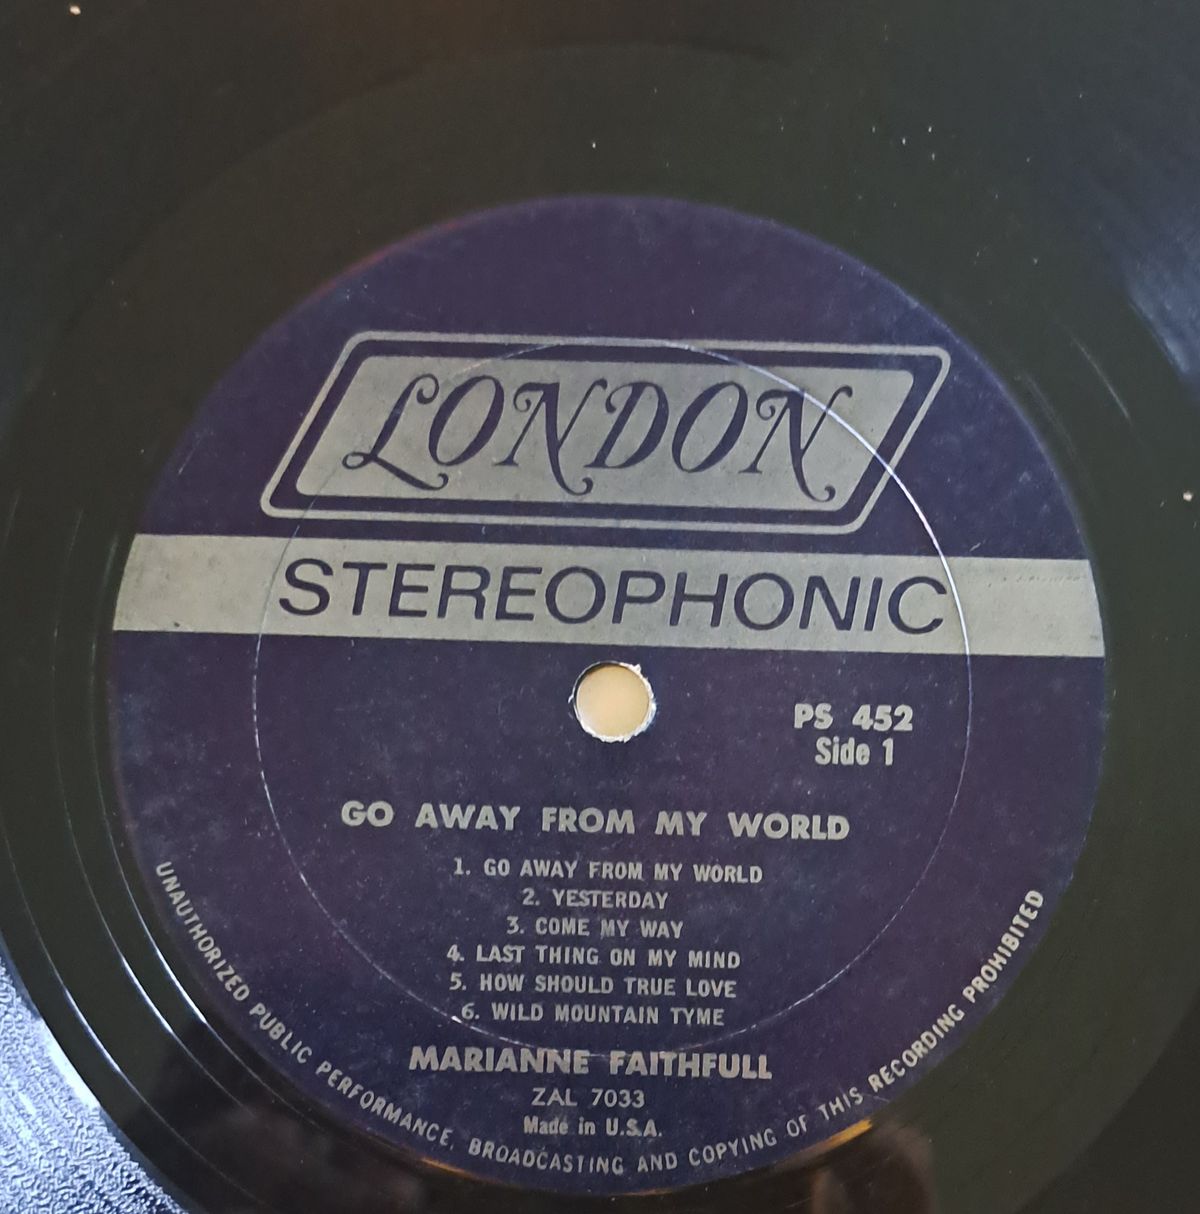 LONDON
STEREOPHONIC
PS 452
Side 1
GO AWAY FROM MY WORLD
1. GO AWAY FROM MY WORLD
2. YESTERDAY
3. COME MY WAY
4. LAST THING ON MY MIND
5. HOW SHOULD TRUE LOVE
6. WILD MOUNTAIN TYME
MARIANNE FAITHFULL
ZAL 7033
Made in U.S.A.
UNAUTHORIZED PUBLIC PERFORMANCE, BROADCASTING AND COPYING OF THIS RECORDING PROHIBITED